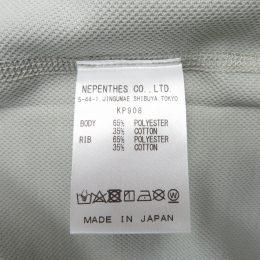 NEPENTHES CO., LTD.
5-44-1, JINGUMAE SHIBUYA TOKYO
KP908
BODY 65% POLYESTER
35% COTTON
RIB 65% POLYESTER
35% COTTON
MADE IN JAPAN